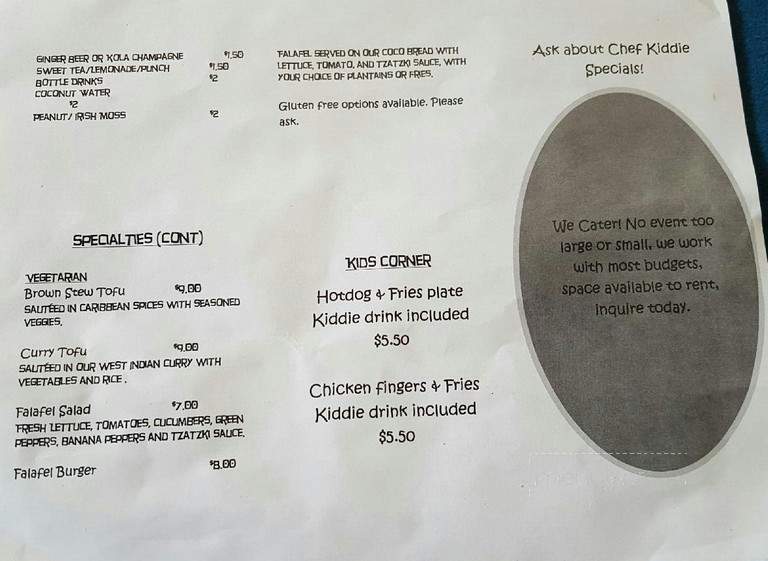 GINGER BEER OR KOLA CHAMPAGNE $1.50
SWEET TEA/LEMONADE/PUNCH $1.50
BOTTLE DRINKS $2
COCONUT WATER
$2
PEANUT/ IRISH MOSS $2
FALAFEL SERVED ON OUR COCO BREAD WITH
LETTUCE, TOMATO, AND TZATZKI SAUCE, WITH
YOUR CHOICE OF PLANTAINS OR FRIES.
Gluten free options available. Please
ask.
Ask about Chef Kiddie
Specials!
We Cater! No event too
large or small, we work
with most budgets,
space available to rent,
inquire today.
SPECIALTIES (CONT)
VEGETARIAN
Brown Stew Tofu $9.00
SAUTÉED IN CARIBBEAN SPICES WITH SEASONED
VEGGIES.
Curry Tofu $9.00
SAUTÉED IN OUR WEST INDIAN CURRY WITH
VEGETABLES AND RICE .
Falafel Salad $7.00
FRESH LETTUCE, TOMATOES, CUCUMBERS, GREEN
PEPPERS, BANANA PEPPERS AND TZATZKI SAUCE.
Falafel Burger $8.00
KIDS CORNER
Hotdog & Fries plate
Kiddie drink included
$5.50
Chicken fingers & Fries
Kiddie drink included
$5.50